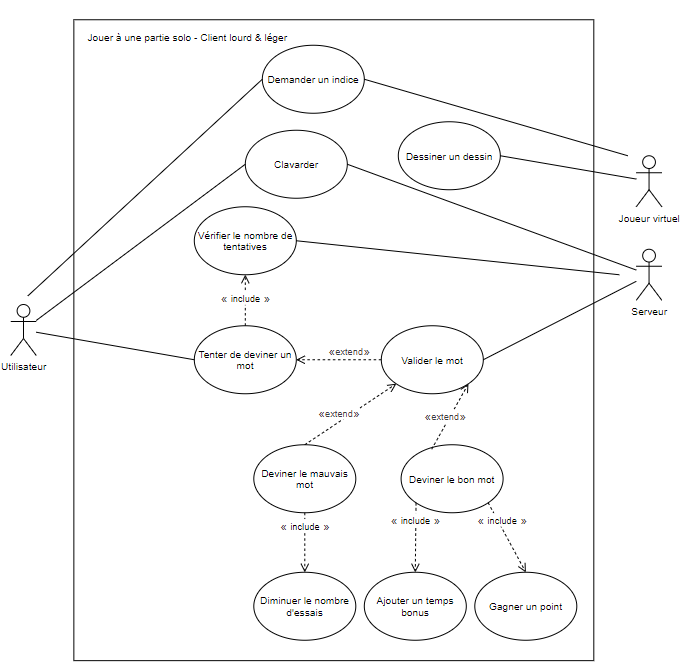 Jouer à une partie solo - Client lourd & léger
Demander un indice
Dessiner un dessin
Clavarder
Joueur virtuel
Vérifier le nombre de
tentatives
« include »
Serveur
Utilisateur
Tenter de deviner un
mot
«extend»
Valider le mot
«extend»
«extend»
Deviner le mauvais
mot
Deviner le bon mot
« include »
« include »
« include »
Diminuer le nombre
d'essais
Ajouter un temps
bonus
Gagner un point